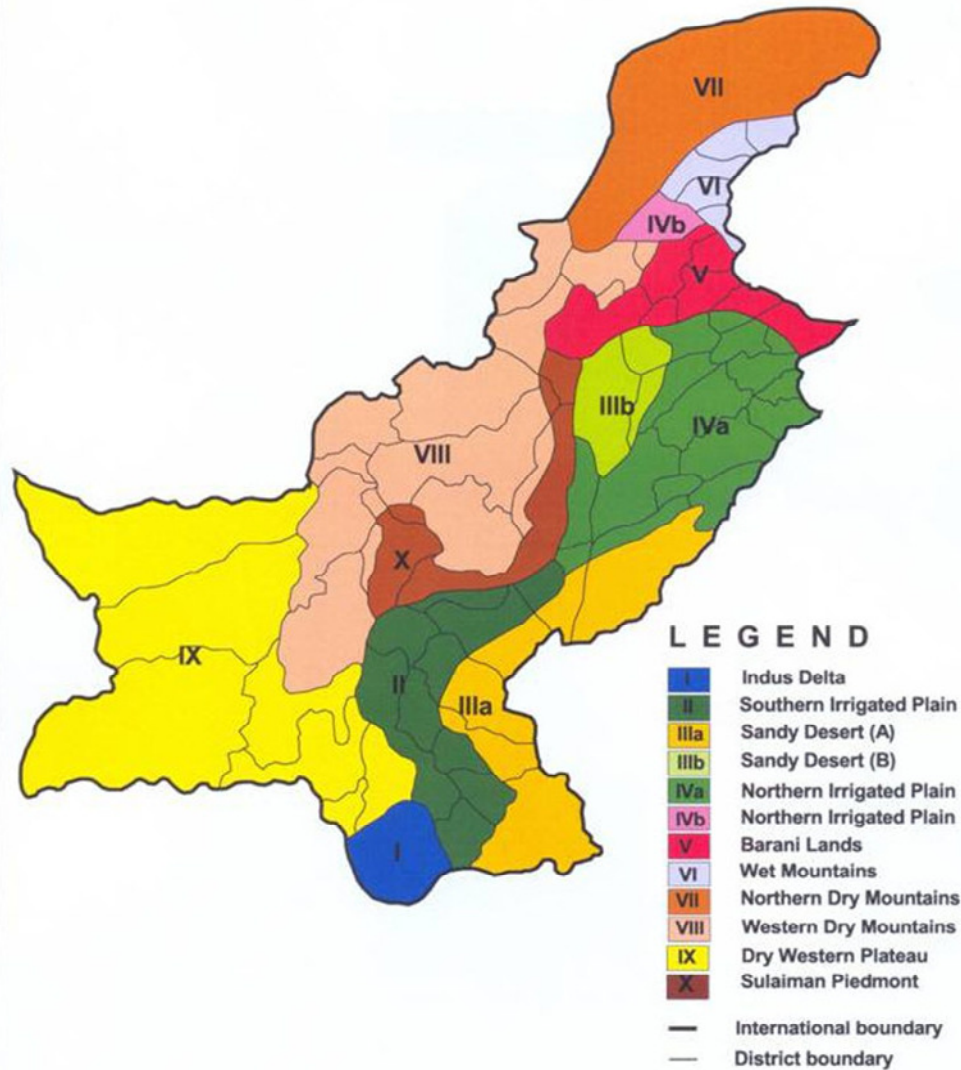 VII
VI
IVb
V
IIIb
IVa
VIII
X
IX
II
IIIa
I
LEGEND
I Indus Delta
II Southern Irrigated Plain
IIIa Sandy Desert (A)
IIIb Sandy Desert (B)
IVa Northern Irrigated Plain
IVb Northern Irrigated Plain
V Barani Lands
VI Wet Mountains
VII Northern Dry Mountains
VIII Western Dry Mountains
IX Dry Western Plateau
X Sulaiman Piedmont
International boundary
District boundary